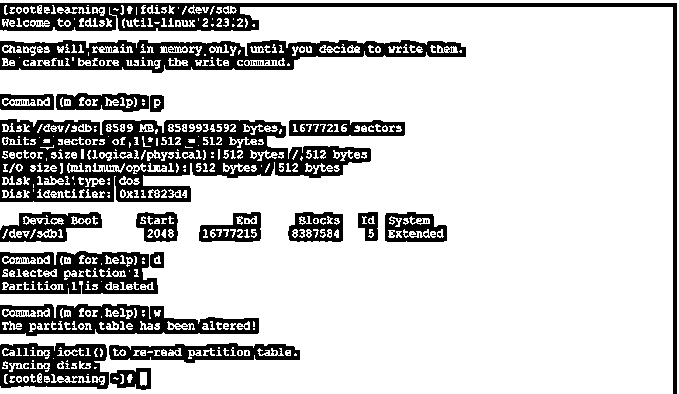 [root@elearning ~]# fdisk /dev/sdb
Welcome to fdisk (util-linux 2.23.2).
Changes will remain in memory only, until you decide to write them.
Be careful before using the write command.
Command (m for help): p
Disk /dev/sdb: 8589 MB, 8589934592 bytes, 16777216 sectors
Units = sectors of 1 * 512 = 512 bytes
Sector size (logical/physical): 512 bytes / 512 bytes
I/O size (minimum/optimal): 512 bytes / 512 bytes
Disk label type: dos
Disk identifier: 0x11f823d4
Device Boot Start End Blocks Id System
/dev/sdb1 2048 16777215 8387584 5 Extended
Command (m for help): d
Selected partition 1
Partition 1 is deleted
Command (m for help): w
The partition table has been altered!
Calling ioctl() to re-read partition table.
Syncing disks.
[root@elearning ~]#